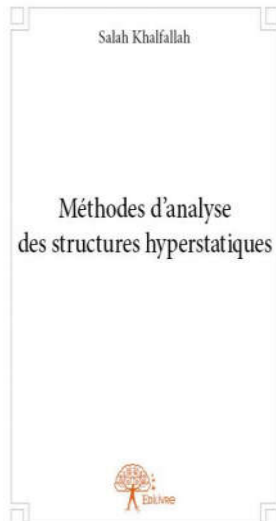 Salah Khalfallah
Méthodes d'analyse
des structures hyperstatiques
Edilivre